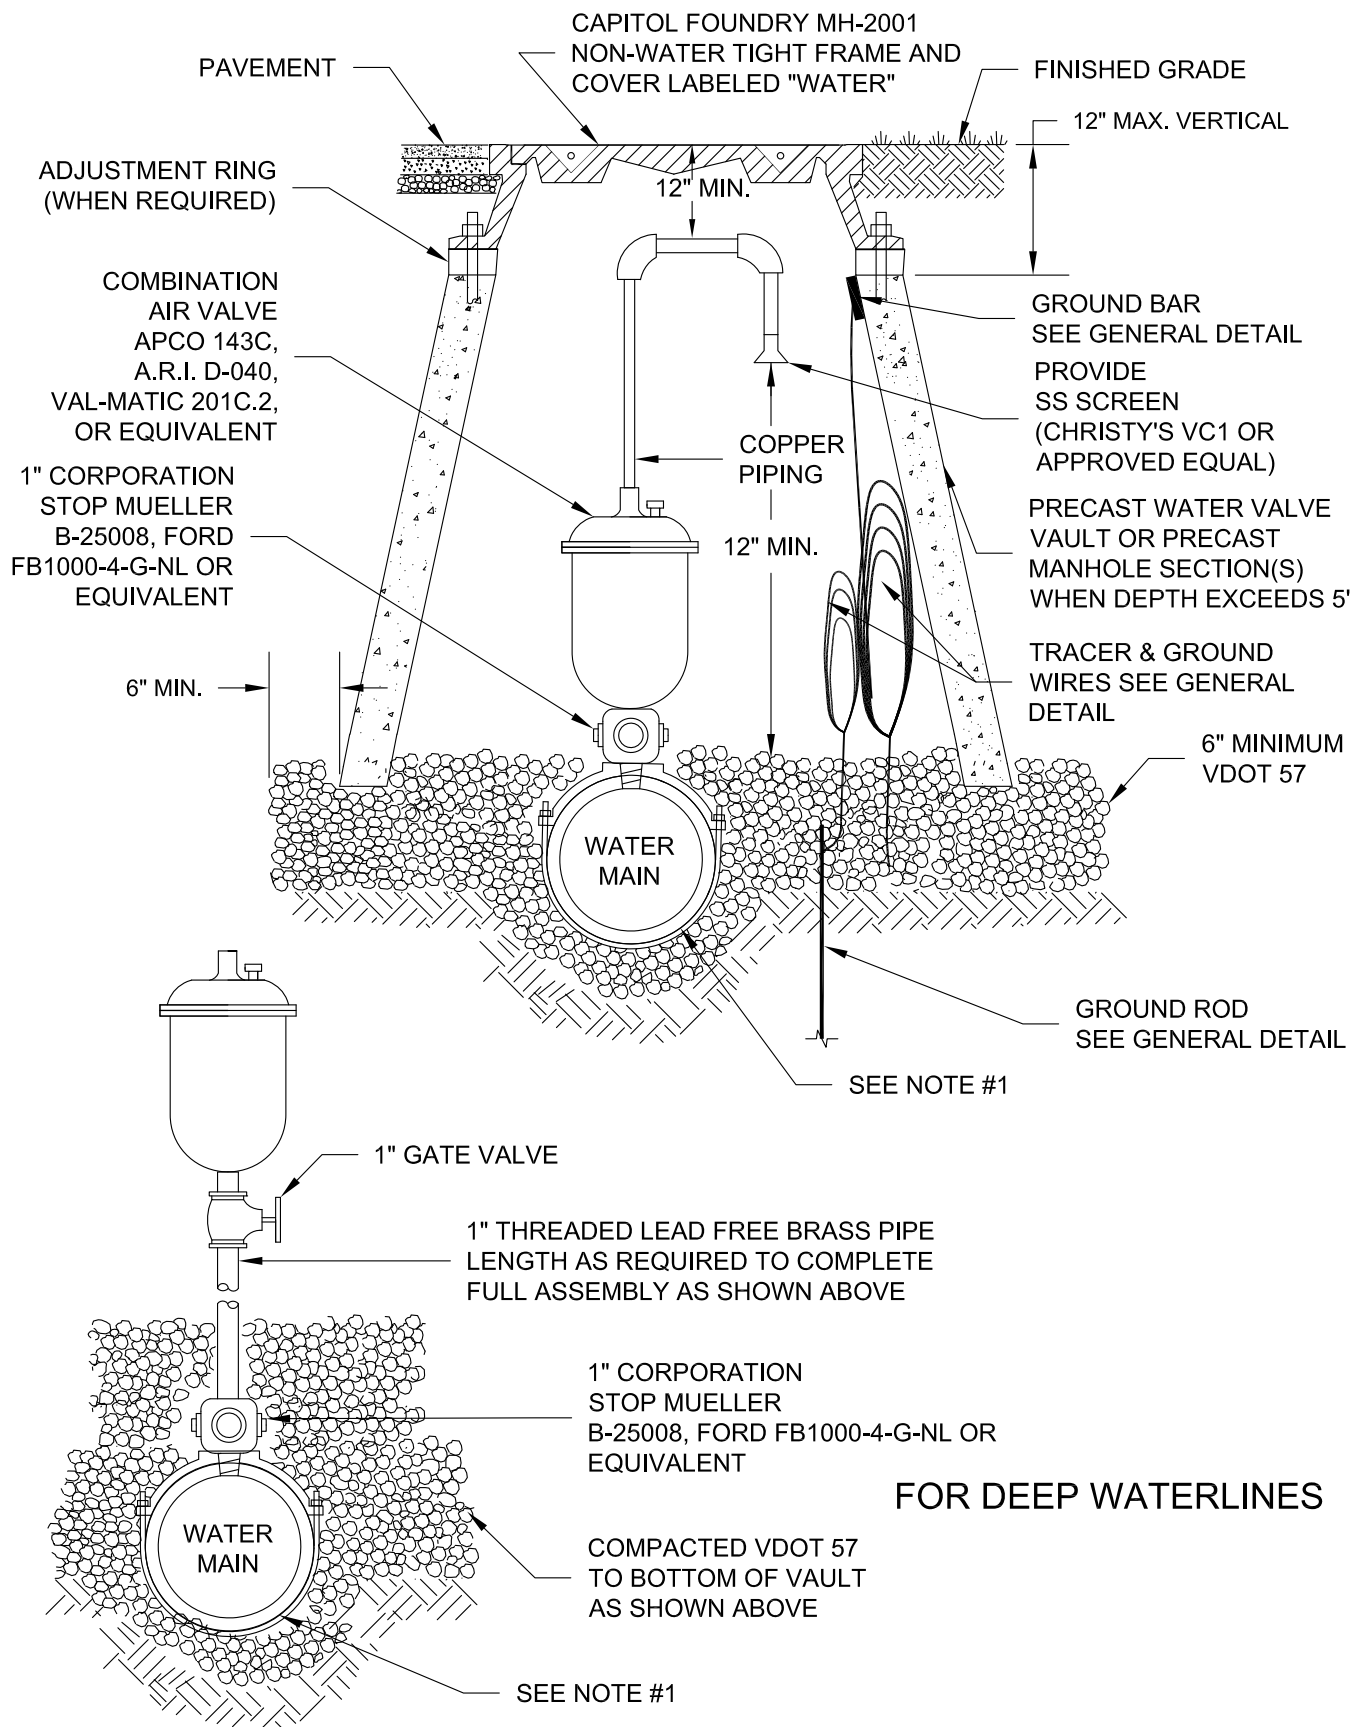 CAPITOL FOUNDRY MH-2001
NON-WATER TIGHT FRAME AND
COVER LABELED "WATER"
PAVEMENT
FINISHED GRADE
12" MAX. VERTICAL
ADJUSTMENT RING
(WHEN REQUIRED)
12" MIN.
COMBINATION
AIR VALVE
APCO 143C,
A.R.I. D-040,
VAL-MATIC 201C.2,
OR EQUIVALENT
GROUND BAR
SEE GENERAL DETAIL
PROVIDE
SS SCREEN
(CHRISTY'S VC1 OR
APPROVED EQUAL)
COPPER
PIPING
1" CORPORATION
STOP MUELLER
B-25008, FORD
FB1000-4-G-NL OR
EQUIVALENT
12" MIN.
PRECAST WATER VALVE
VAULT OR PRECAST
MANHOLE SECTION(S)
WHEN DEPTH EXCEEDS 5'
6" MIN.
TRACER & GROUND
WIRES SEE GENERAL
DETAIL
6" MINIMUM
VDOT 57
WATER
MAIN
GROUND ROD
SEE GENERAL DETAIL
SEE NOTE #1
1" GATE VALVE
1" THREADED LEAD FREE BRASS PIPE
LENGTH AS REQUIRED TO COMPLETE
FULL ASSEMBLY AS SHOWN ABOVE
1" CORPORATION
STOP MUELLER
B-25008, FORD FB1000-4-G-NL OR
EQUIVALENT
FOR DEEP WATERLINES
WATER
MAIN
COMPACTED VDOT 57
TO BOTTOM OF VAULT
AS SHOWN ABOVE
SEE NOTE #1